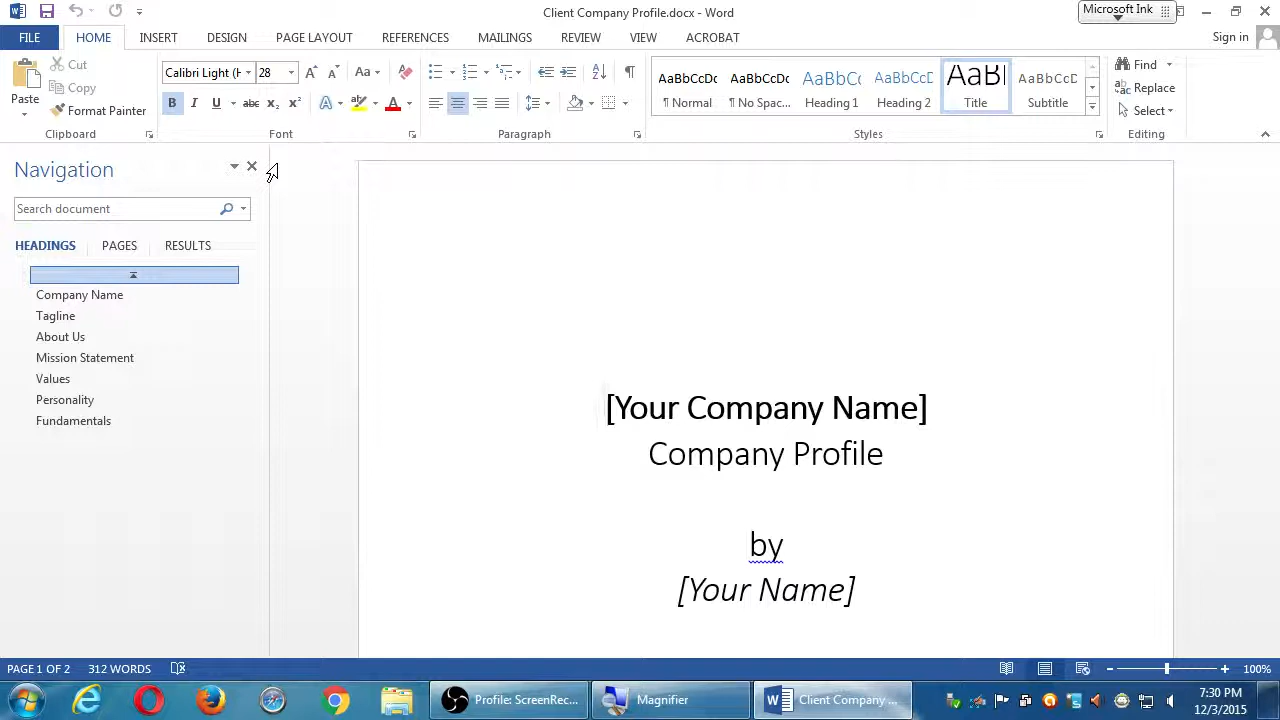 Client Company Profile.docx - Word
Microsoft Ink
FILE HOME INSERT DESIGN PAGE LAYOUT REFERENCES MAILINGS REVIEW VIEW ACROBAT Sign in
Paste
Cut
Copy
Format Painter
Clipboard
Calibri Light (H 28
Font
Paragraph
AaBbCcDc AaBbCcDc AaBbCc AaBbCcD AaBl AaBbCcD
¶ Normal ¶ No Spac... Heading 1 Heading 2 Title Subtitle
Styles
Find
Replace
Select
Editing
Navigation
Search document
HEADINGS PAGES RESULTS
Company Name
Tagline
About Us
Mission Statement
Values
Personality
Fundamentals
[Your Company Name]
Company Profile
by
[Your Name]
PAGE 1 OF 2 312 WORDS 100%
Profile: ScreenRec... Magnifier Client Company ...
7:30 PM
12/3/2015